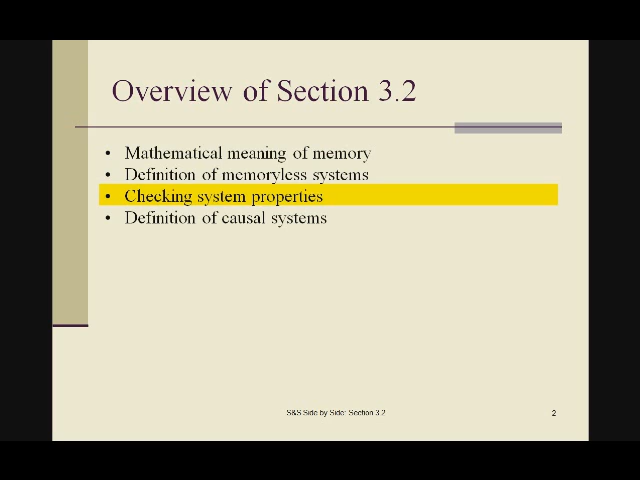 Overview of Section 3.2
• Mathematical meaning of memory
• Definition of memoryless systems
• Checking system properties
• Definition of causal systems
S&S Side by Side: Section 3.2
2